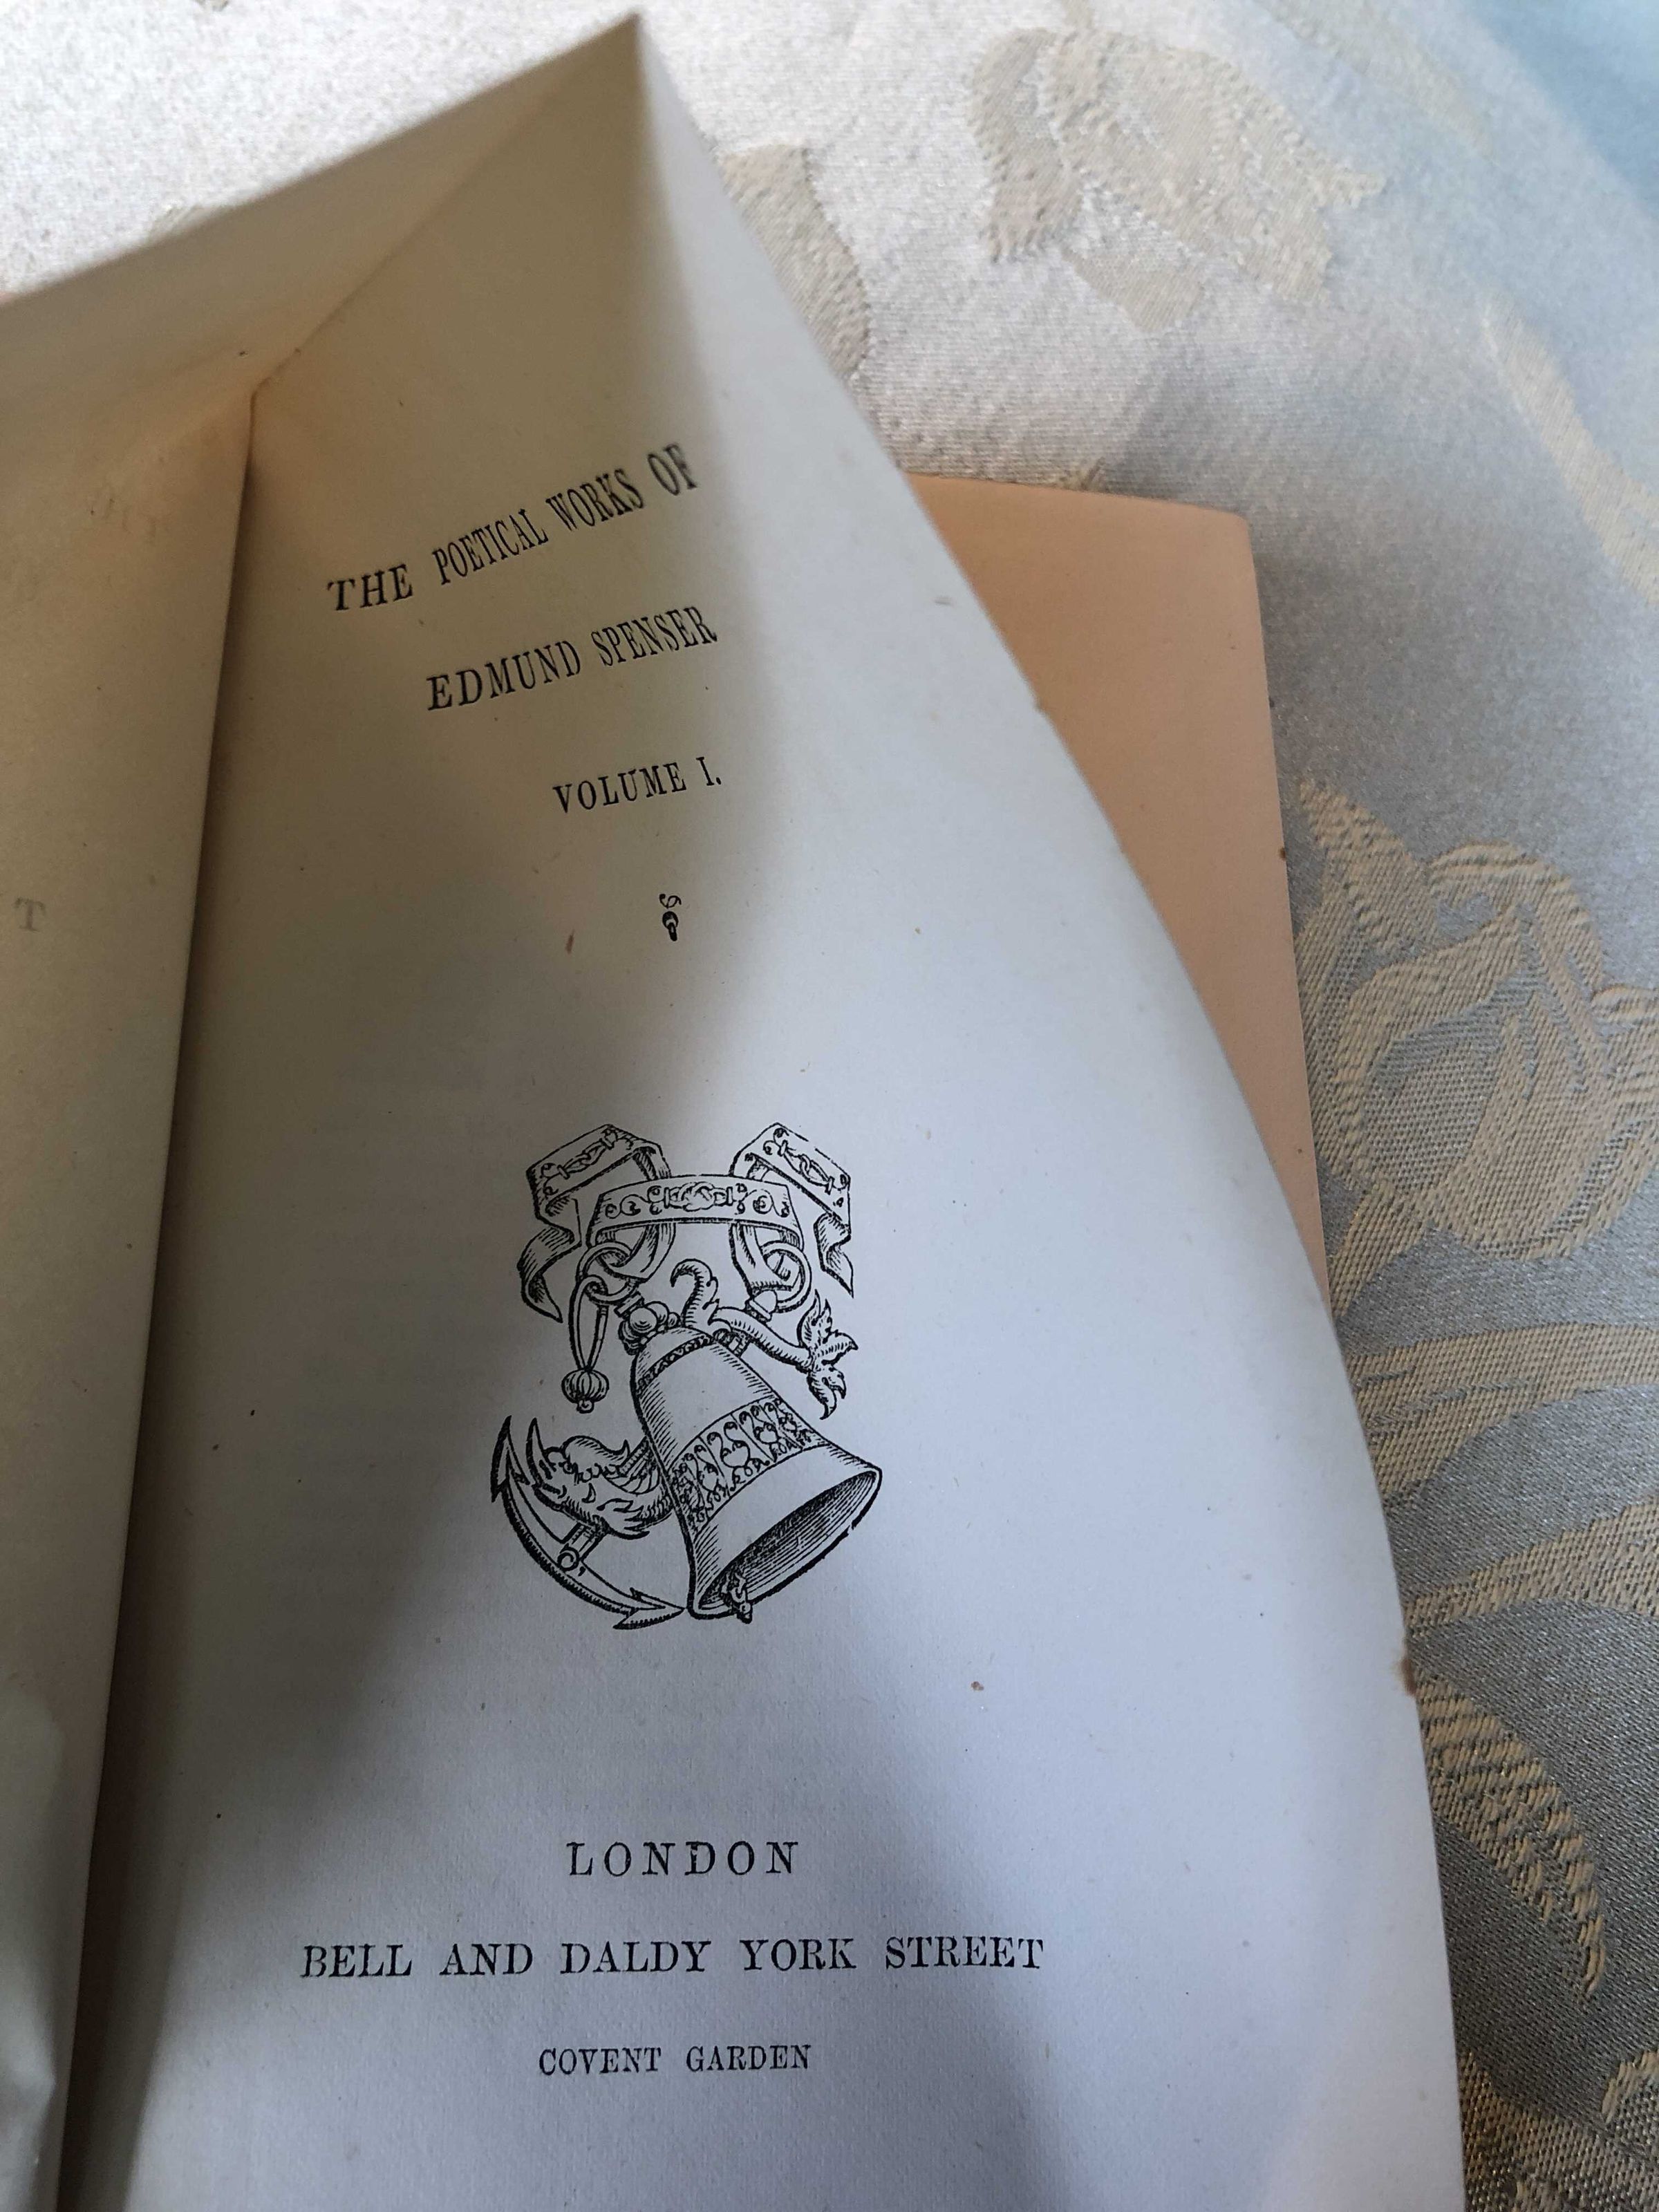 THE POETICAL WORKS OF
EDMUND SPENSER
VOLUME I.
LONDON
BELL AND DALDY YORK STREET
COVENT GARDEN